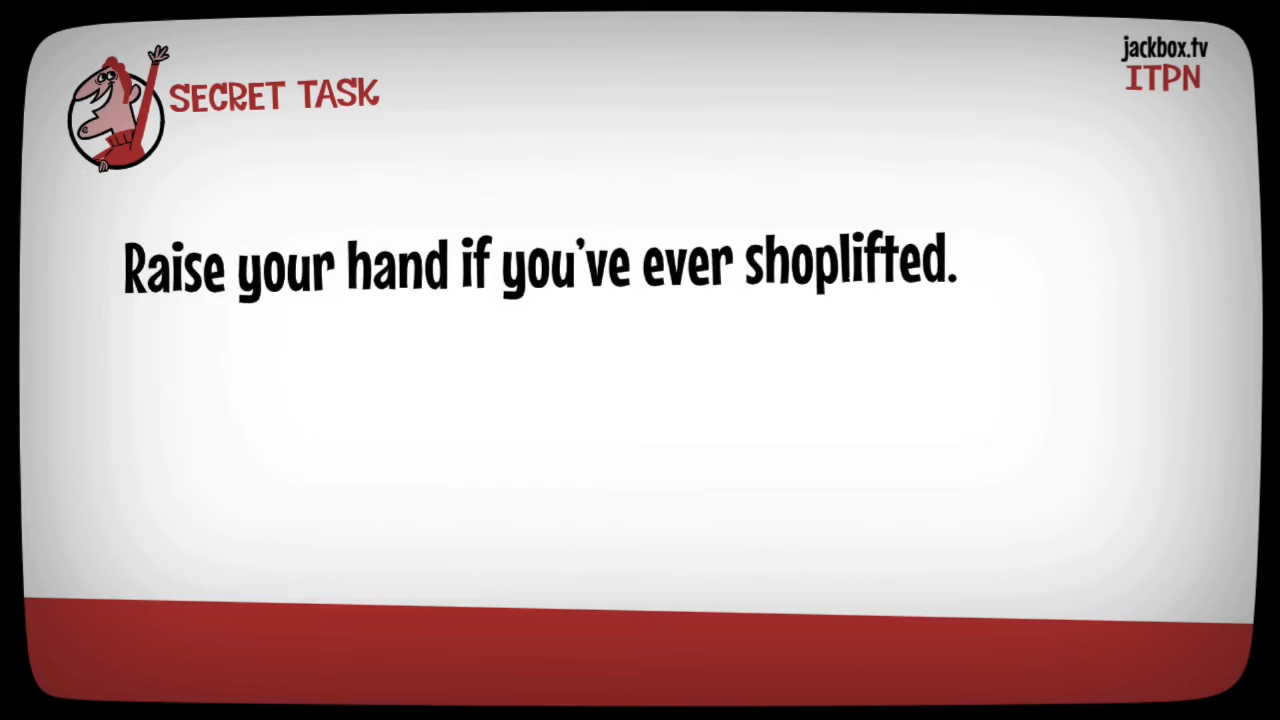 jackbox.tv
ITPN
SECRET TASK
Raise your hand if you've ever shoplifted.